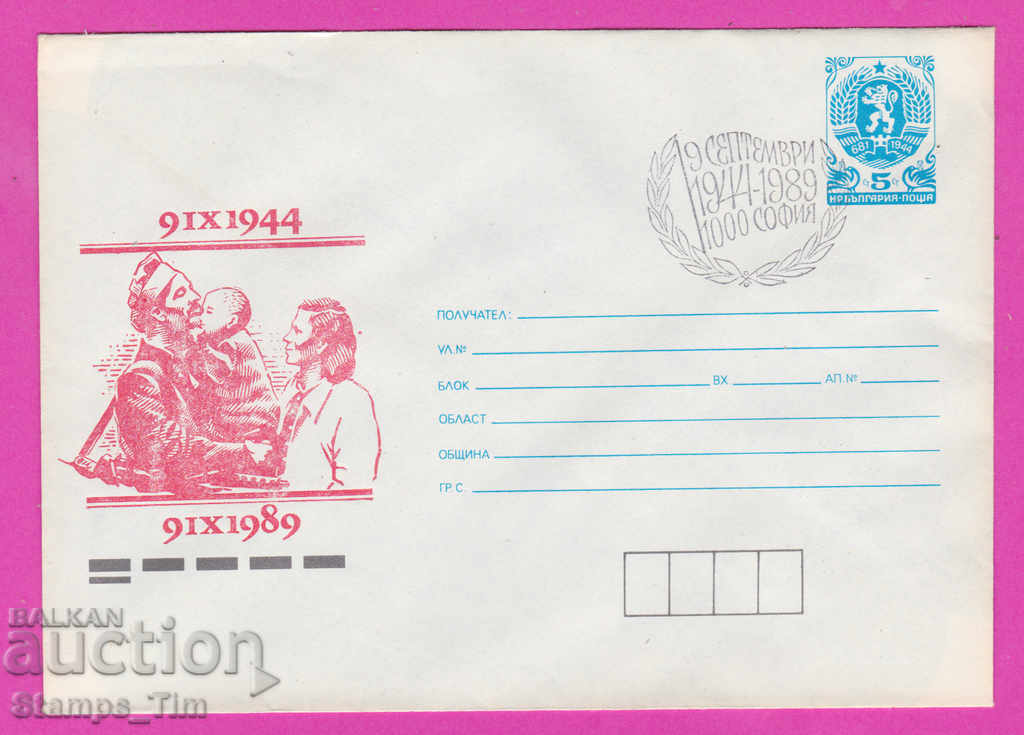 9 СЕПТЕМВРИ
1944-1989
1000 СОФИЯ
681 1944
5
НР БЪЛГАРИЯ-ПОЩА
9 IX 1944
9 IX 1989
ПОЛУЧАТЕЛ:
УЛ.№
БЛОК ВХ. АП.№
ОБЛАСТ
ОБЩИНА
ГР. С.
BALKAN
auction
Stamps_Tim